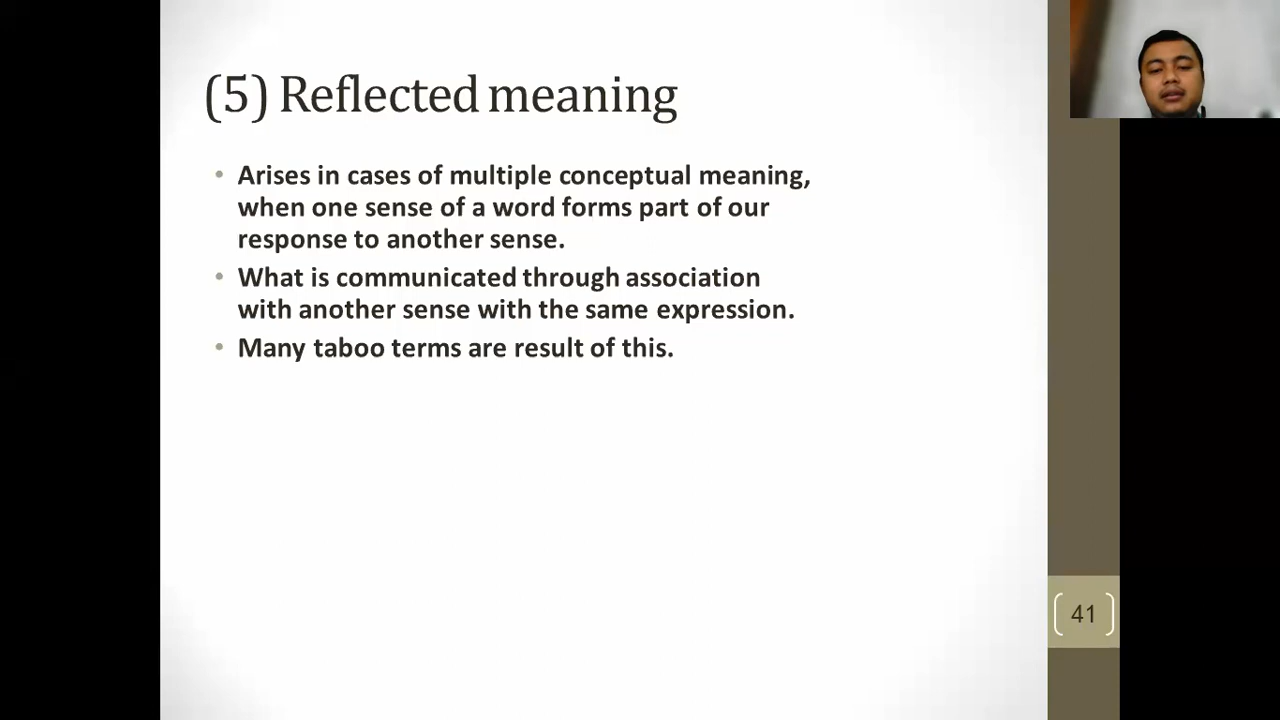 (5) Reflected meaning
• Arises in cases of multiple conceptual meaning,
when one sense of a word forms part of our
response to another sense.
• What is communicated through association
with another sense with the same expression.
• Many taboo terms are result of this.
41